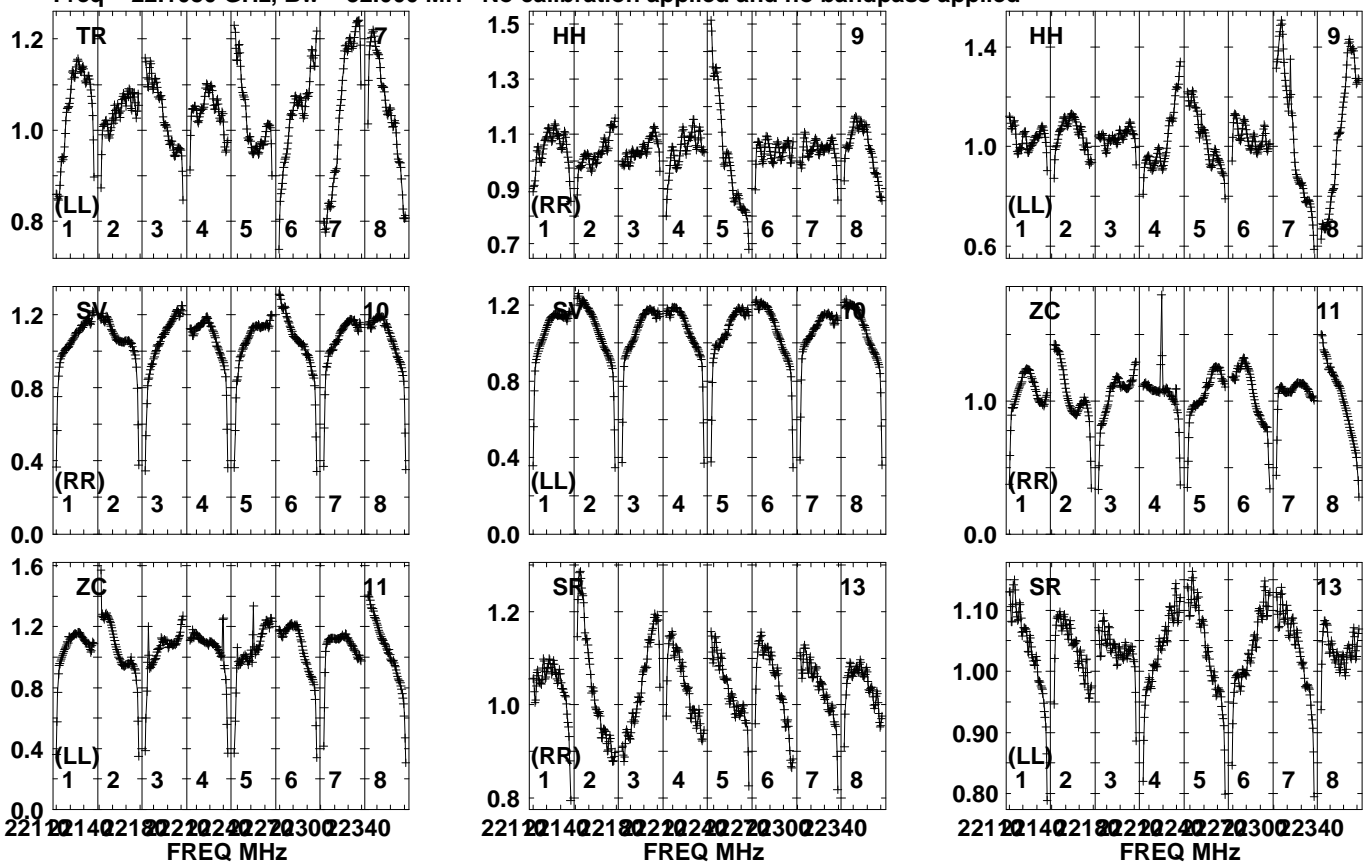 Freq GHz, Bw = 32.000 MH No calibration applied and no bandpass applied
TR 7 HH 9 HH 9
1.2 1.5 1.4
1.3
1.0 1.1 1.0
0.9
0.8 0.7 0.6
(LL) (RR) (LL)
1 2 3 4 5 6 7 8 1 2 3 4 5 6 7 8 1 2 3 4 5 6 7 8
SV 10 SV 10 ZC 11
1.2 1.2
0.8 0.8 1.0
0.4 0.4
(RR) (LL) (RR)
1 2 3 4 5 6 7 8 1 2 3 4 5 6 7 8 1 2 3 4 5 6 7 8
0.0 0.0 0.0
ZC 11 SR 13 SR 13
1.6
1.2 1.2 1.10
0.8 1.0 1.00
0.4 0.90
0.0 0.8 0.80
(LL) (RR) (LL)
1 2 3 4 5 6 7 8 1 2 3 4 5 6 7 8 1 2 3 4 5 6 7 8
FREQ MHz FREQ MHz FREQ MHz